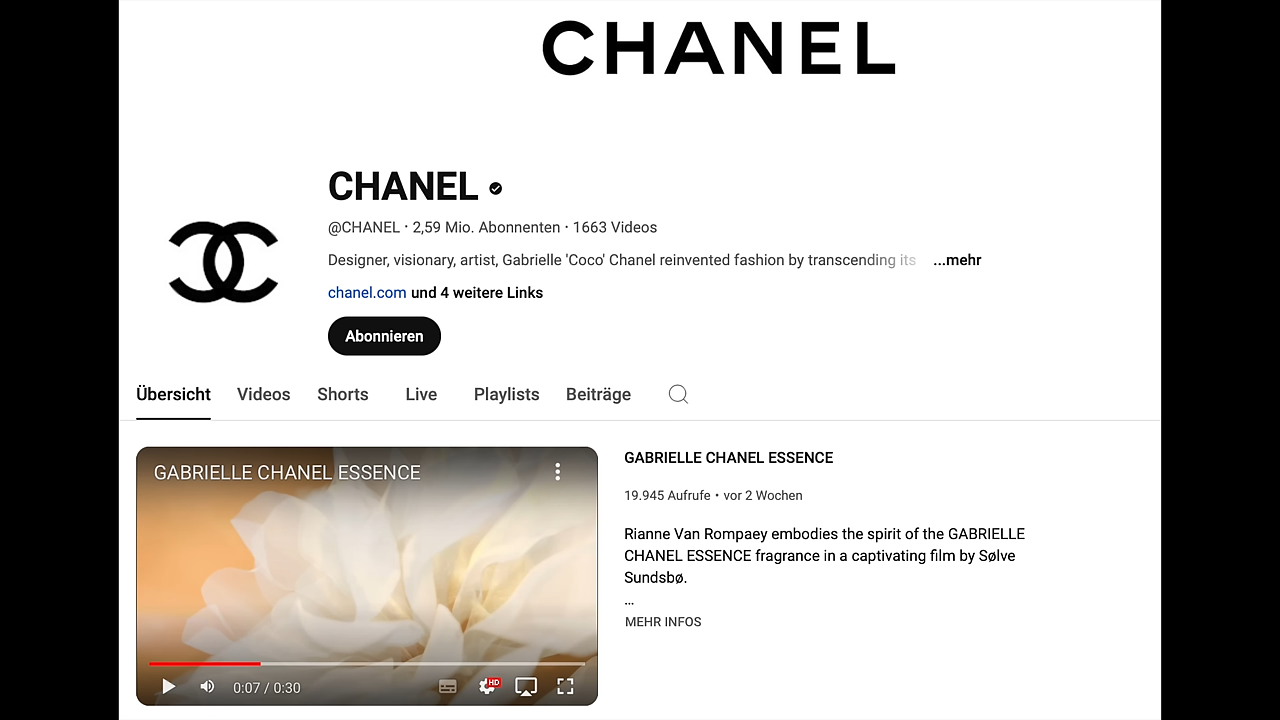 CHANEL
CHANEL
@CHANEL · 2,59 Mio. Abonnenten · 1663 Videos
Designer, visionary, artist, Gabrielle 'Coco' Chanel reinvented fashion by transcending its ...mehr
chanel.com und 4 weitere Links
Abonnieren
Übersicht Videos Shorts Live Playlists Beiträge
GABRIELLE CHANEL ESSENCE
0:07 / 0:30
HD
GABRIELLE CHANEL ESSENCE
19.945 Aufrufe • vor 2 Wochen
Rianne Van Rompaey embodies the spirit of the GABRIELLE
CHANEL ESSENCE fragrance in a captivating film by Sølve
Sundsbø.
...
MEHR INFOS